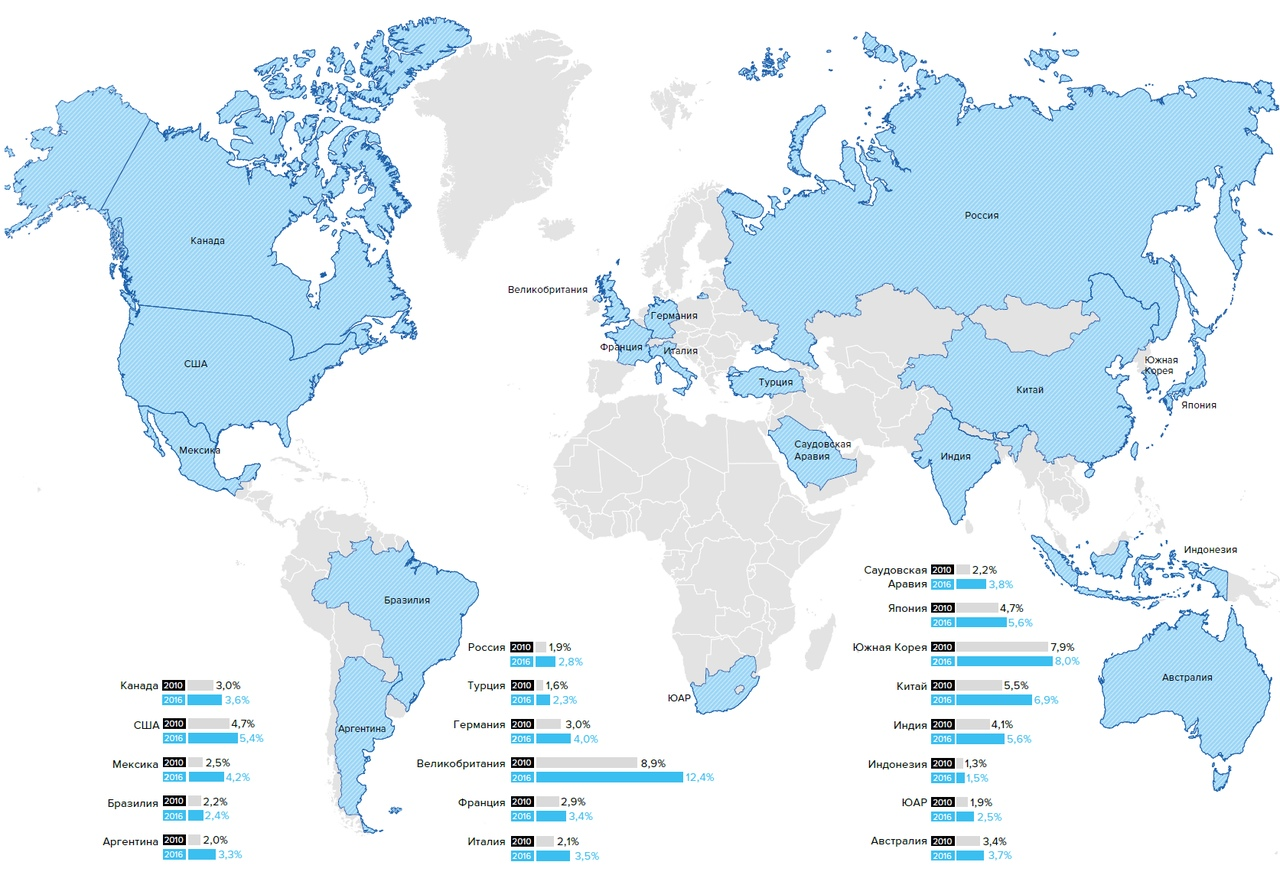 Канада
Россия
Великобритания
Германия
Франция
Италия
США
Турция
Китай
Южная
Корея
Япония
Мексика
Саудовская
Аравия
Индия
Индонезия
Бразилия
ЮАР
Австралия
Аргентина
Канада 2010 3,0%
2016 3,6%
США 2010 4,7%
2016 5,4%
Мексика 2010 2,5%
2016 4,2%
Бразилия 2010 2,2%
2016 2,4%
Аргентина 2010 2,0%
2016 3,3%
Россия 2010 1,9%
2016 2,8%
Турция 2010 1,6%
2016 2,3%
Германия 2010 3,0%
2016 4,0%
Великобритания 2010 8,9%
2016 12,4%
Франция 2010 2,9%
2016 3,4%
Италия 2010 2,1%
2016 3,5%
Саудовская 2010 2,2%
Аравия 2016 3,8%
Япония 2010 4,7%
2016 5,6%
Южная Корея 2010 7,9%
2016 8,0%
Китай 2010 5,5%
2016 6,9%
Индия 2010 4,1%
2016 5,6%
Индонезия 2010 1,3%
2016 1,5%
ЮАР 2010 1,9%
2016 2,5%
Австралия 2010 3,4%
2016 3,7%